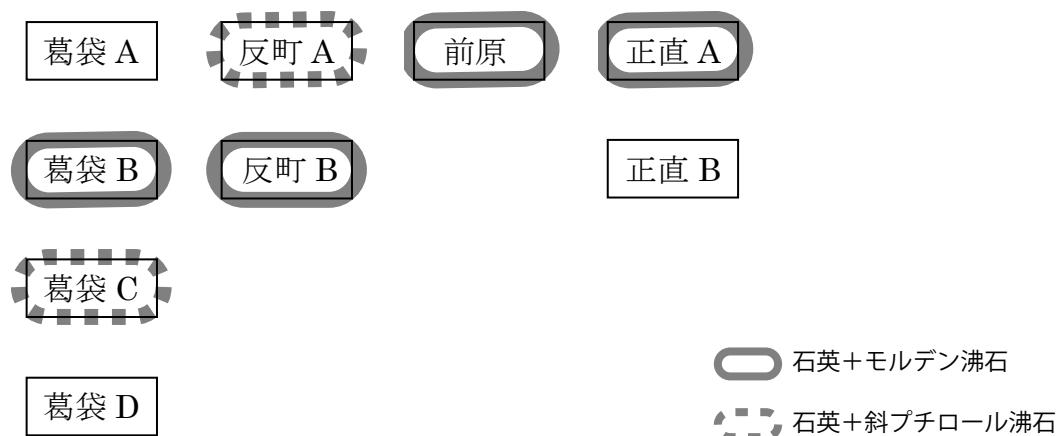 葛袋 A 反町 A 前原 正直 A
葛袋 B 反町 B 正直 B
葛袋 C
石英＋モルデン沸石
葛袋 D
石英＋斜プチロール沸石